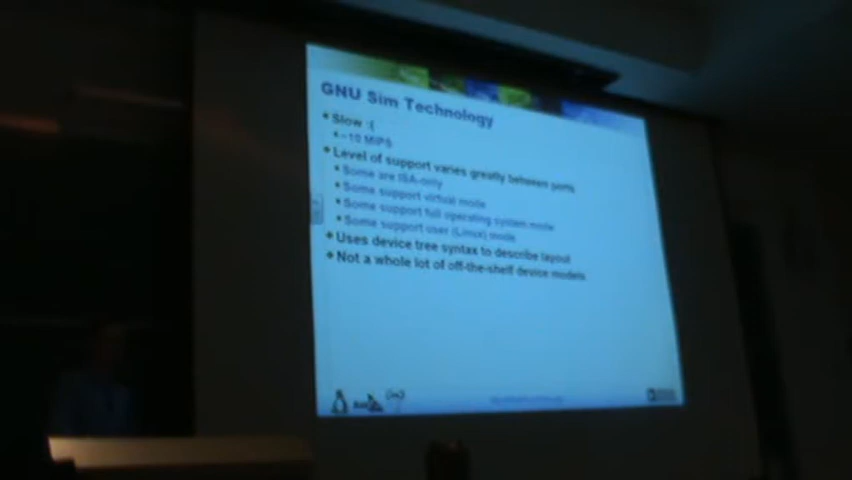 GNU Sim Technology
Slow :(
~10 MIPS
Level of support varies greatly between ports
Some are ISA-only
Some support virtual mode
Some support full operating system mode
Some support user (Linux) mode
Uses device tree syntax to describe layout
Not a whole lot of off-the-shelf device models